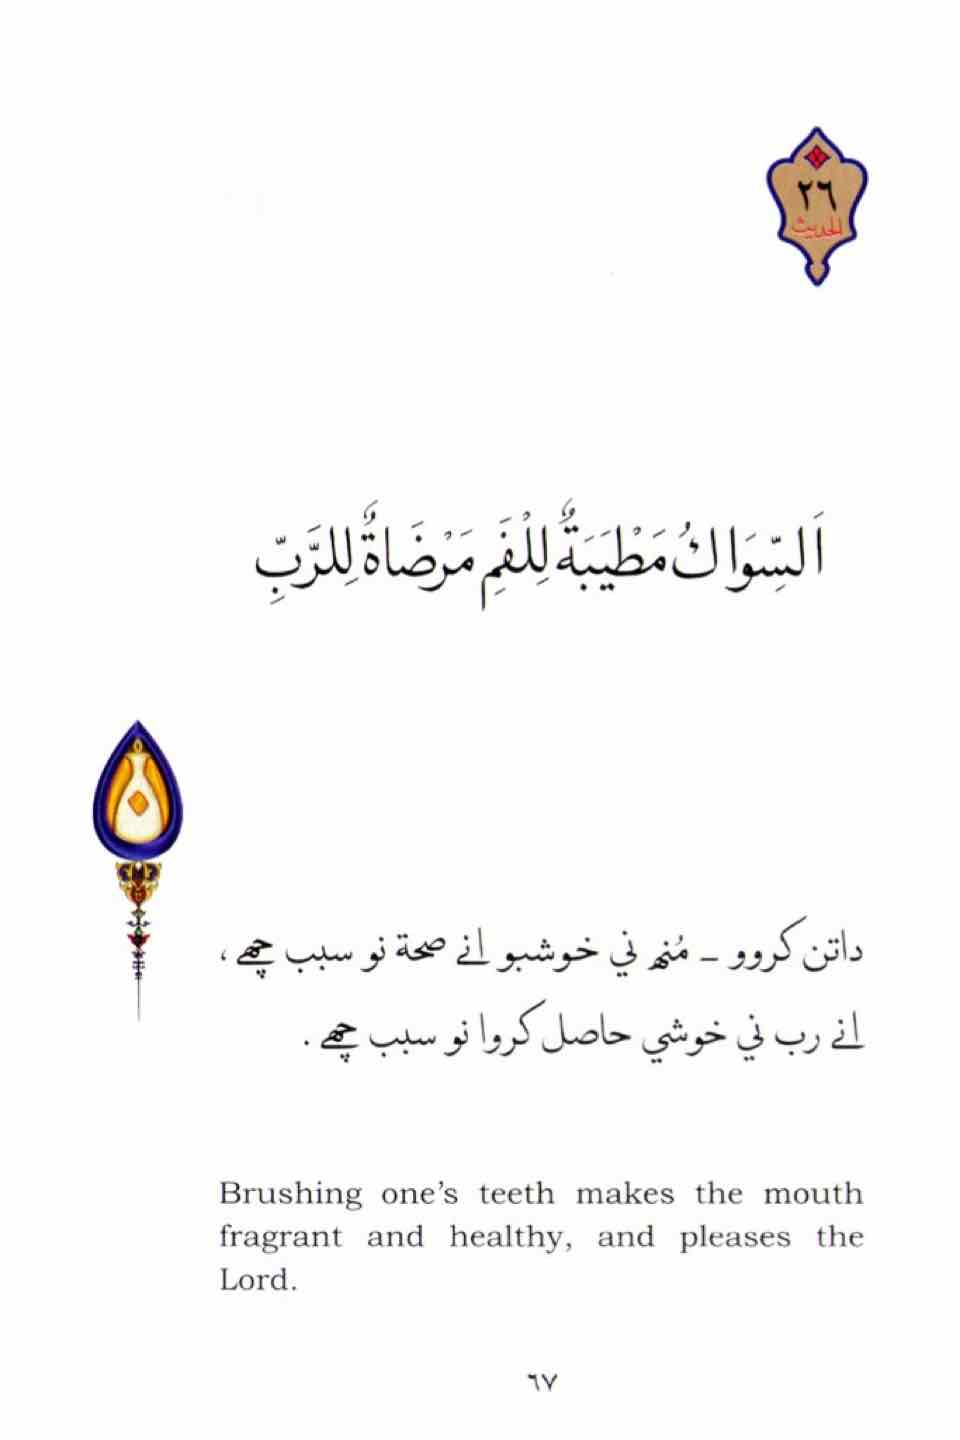 ٢٦
الحديث
اَلسِّوَاكُ مَطْيَبَةٌ لِلْفَمِ مَرْضَاةٌ لِلرَّبِّ
داتن كروو ـ مُنھ ني خوشبو انے صحة نو سبب چھے ،
انے رب ني خوشي حاصل كروا نو سبب چھے .
Brushing one’s teeth makes the mouth
fragrant and healthy, and pleases the
Lord.
٦٧